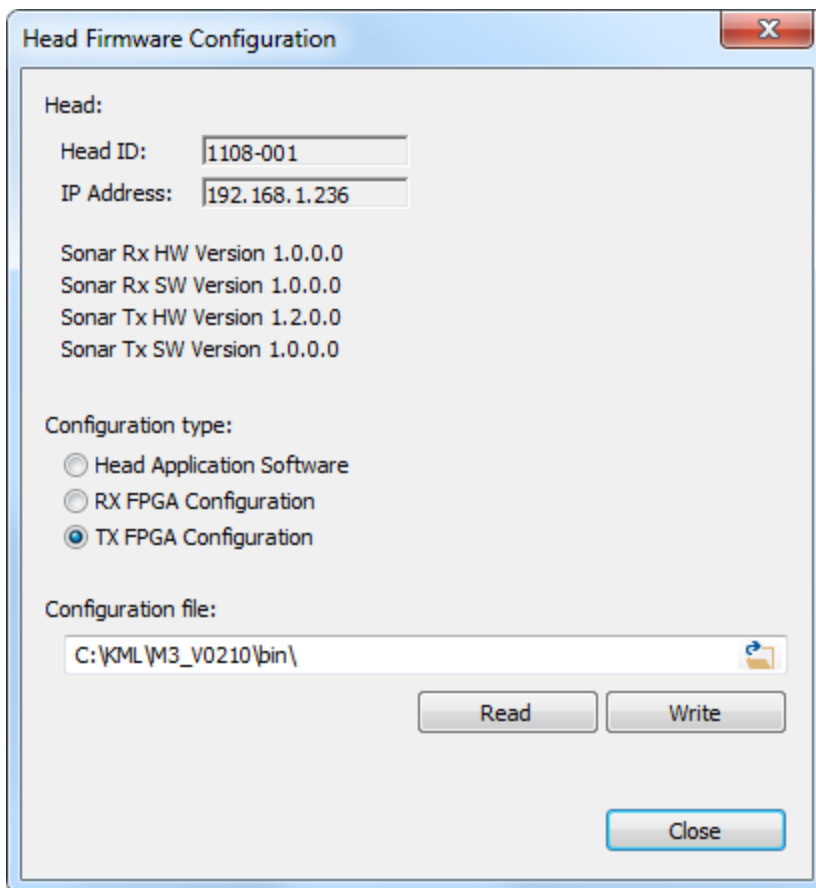 Head Firmware Configuration
Head:
Head ID: 1108-001
IP Address: 192.168.1.236
Sonar Rx HW Version 1.0.0.0
Sonar Rx SW Version 1.0.0.0
Sonar Tx HW Version 1.2.0.0
Sonar Tx SW Version 1.0.0.0
Configuration type:
Head Application Software
RX FPGA Configuration
TX FPGA Configuration
Configuration file:
C:\KML\M3_V0210\bin\
Read Write
Close